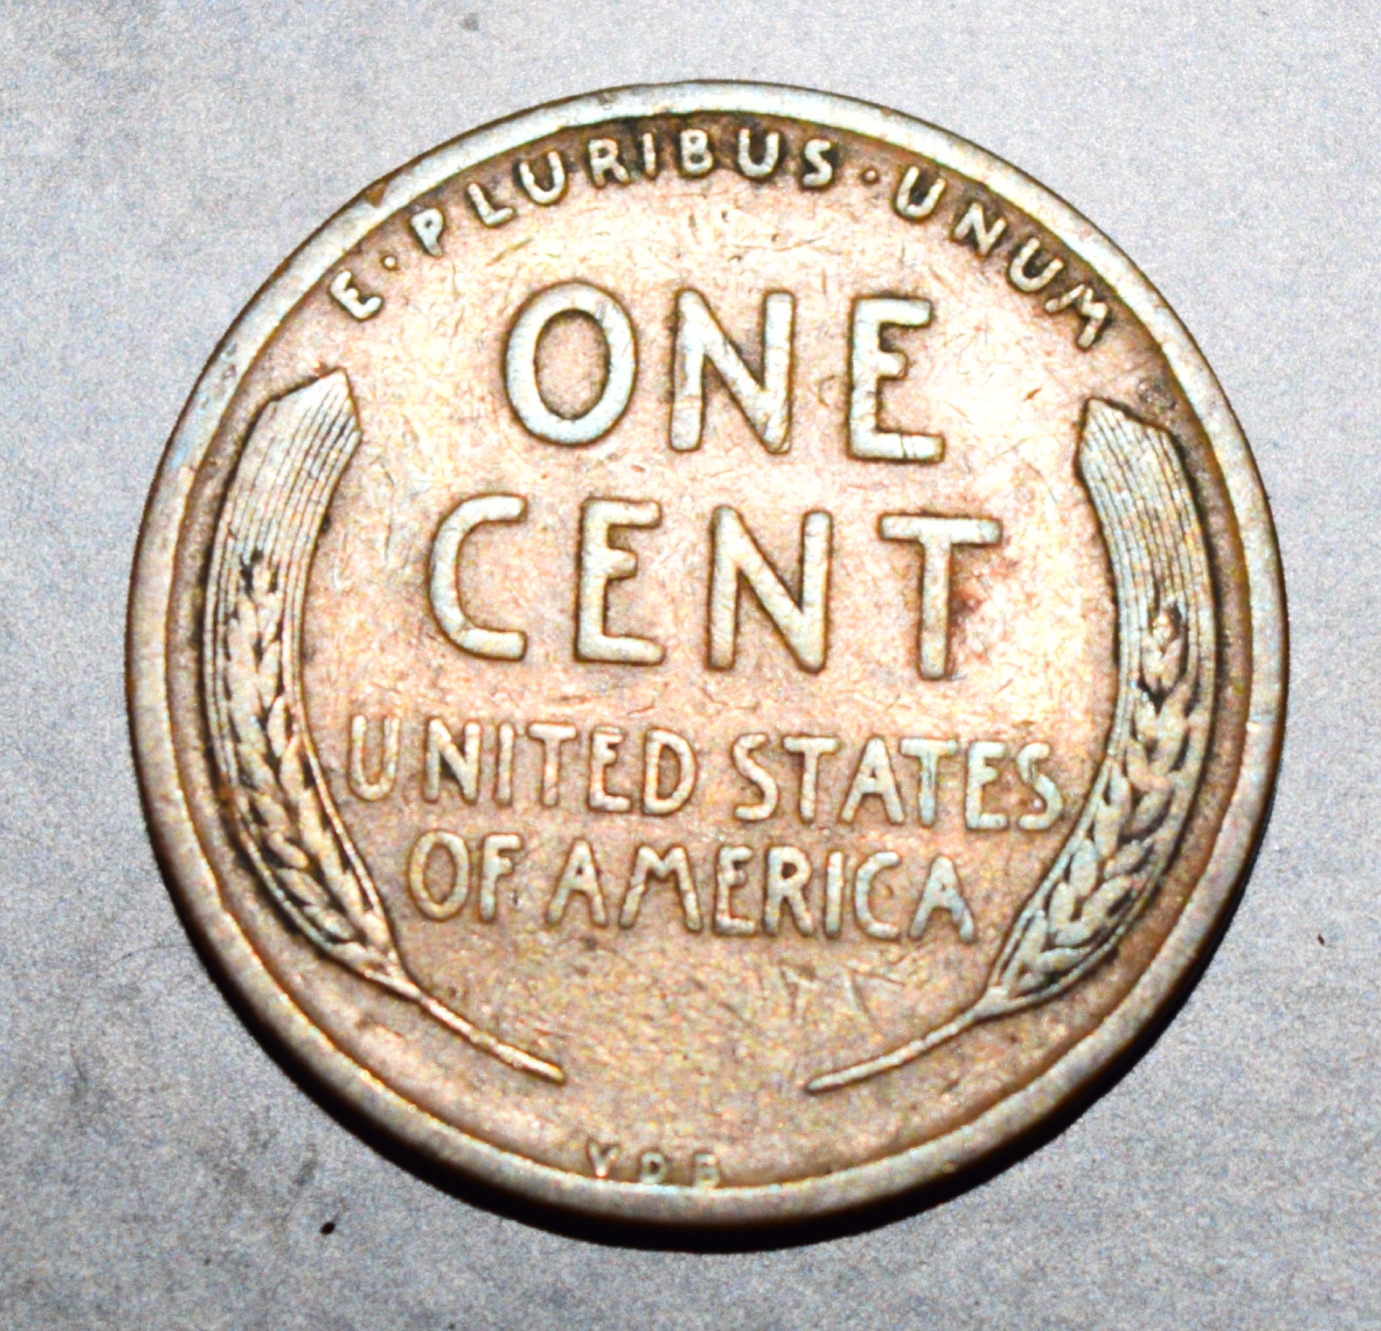 E·PLURIBUS·UNUM
ONE
CENT
UNITED STATES
OF AMERICA
V D B